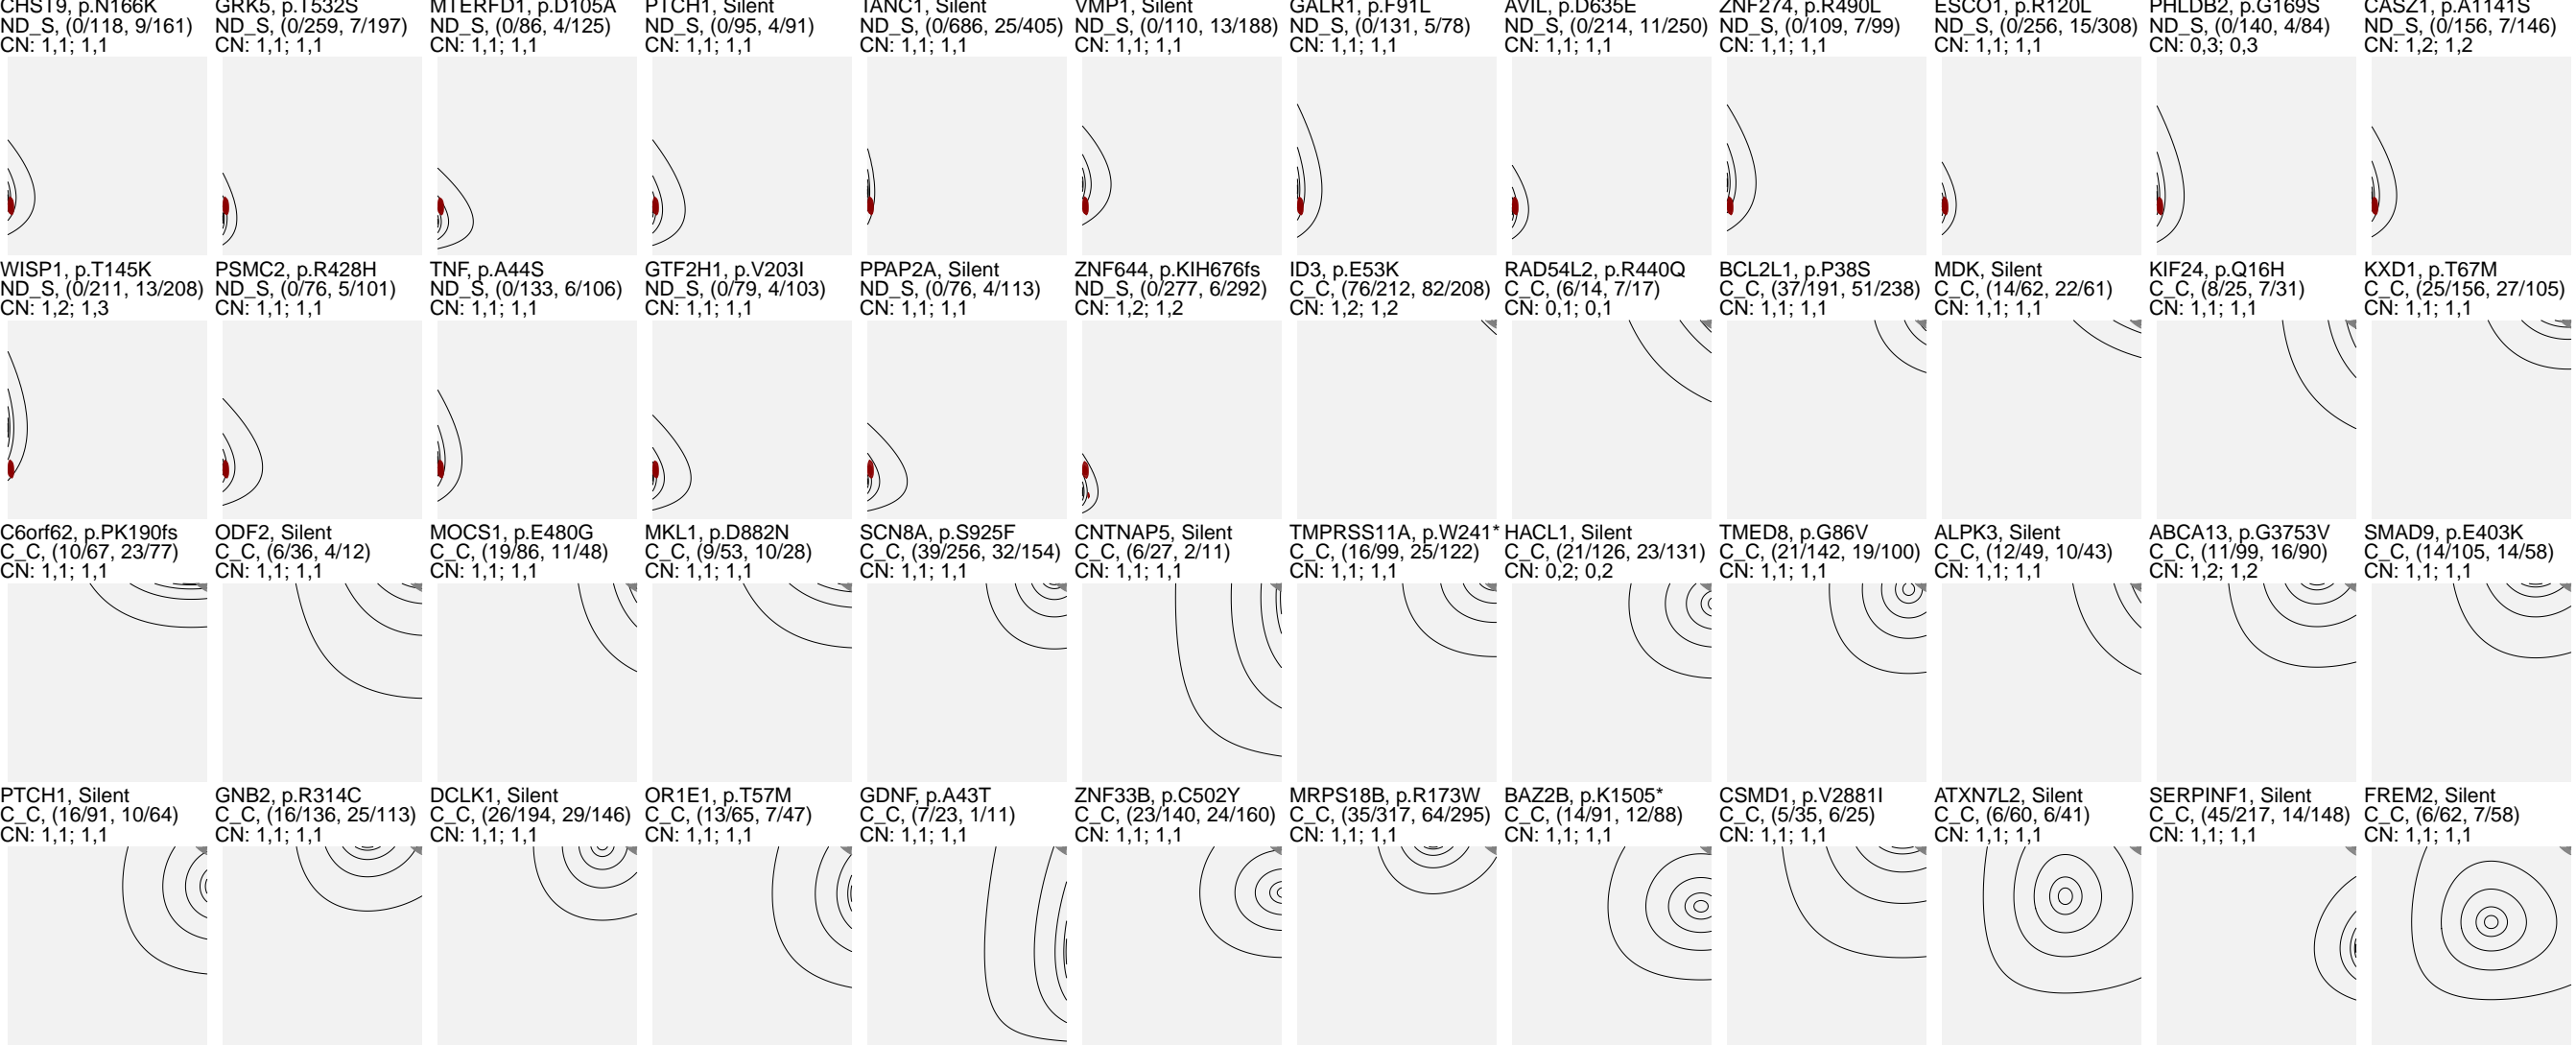 CHST9, p.N166K GRK5, p.T532S MTERFD1, p.D105A PTCH1, Silent TANC1, Silent VMP1, Silent GALR1, p.F91L AVIL, p.D635E ZNF274, p.R490L ESCO1, p.R120L PHLDB2, p.G169S CASZ1, p.A1141S
ND_S, (0/118, 9/161) ND_S, (0/259, 7/197) ND_S, (0/86, 4/125) ND_S, (0/95, 4/91) ND_S, (0/686, 25/405) ND_S, (0/110, 13/188) ND_S, (0/131, 5/78) ND_S, (0/214, 11/250) ND_S, (0/109, 7/99) ND_S, (0/256, 15/308) ND_S, (0/140, 4/84) ND_S, (0/156, 7/146)
CN: 1,1; 1,1 CN: 1,1; 1,1 CN: 1,1; 1,1 CN: 1,1; 1,1 CN: 1,1; 1,1 CN: 1,1; 1,1 CN: 1,1; 1,1 CN: 1,1; 1,1 CN: 1,1; 1,1 CN: 1,1; 1,1 CN: 0,3; 0,3 CN: 1,2; 1,2
WISP1, p.T145K PSMC2, p.R428H TNF, p.A44S GTF2H1, p.V203I PPAP2A, Silent ZNF644, p.KIH676fs ID3, p.E53K RAD54L2, p.R440Q BCL2L1, p.P38S MDK, Silent KIF24, p.Q16H KXD1, p.T67M
ND_S, (0/211, 13/208) ND_S, (0/76, 5/101) ND_S, (0/133, 6/106) ND_S, (0/79, 4/103) ND_S, (0/76, 4/113) ND_S, (0/277, 6/292) C_C, (76/212, 82/208) C_C, (6/14, 7/17) C_C, (37/191, 51/238) C_C, (14/62, 22/61) C_C, (8/25, 7/31) C_C, (25/156, 27/105)
CN: 1,2; 1,3 CN: 1,1; 1,1 CN: 1,1; 1,1 CN: 1,1; 1,1 CN: 1,1; 1,1 CN: 1,2; 1,2 CN: 1,2; 1,2 CN: 0,1; 0,1 CN: 1,1; 1,1 CN: 1,1; 1,1 CN: 1,1; 1,1 CN: 1,1; 1,1
C6orf62, p.PK190fs ODF2, Silent MOCS1, p.E480G MKL1, p.D882N SCN8A, p.S925F CNTNAP5, Silent TMPRSS11A, p.W241* HACL1, Silent TMED8, p.G86V ALPK3, Silent ABCA13, p.G3753V SMAD9, p.E403K
C_C, (10/67, 23/77) C_C, (6/36, 4/12) C_C, (19/86, 11/48) C_C, (9/53, 10/28) C_C, (39/256, 32/154) C_C, (6/27, 2/11) C_C, (16/99, 25/122) C_C, (21/126, 23/131) C_C, (21/142, 19/100) C_C, (12/49, 10/43) C_C, (11/99, 16/90) C_C, (14/105, 14/58)
CN: 1,1; 1,1 CN: 1,1; 1,1 CN: 1,1; 1,1 CN: 1,1; 1,1 CN: 1,1; 1,1 CN: 1,1; 1,1 CN: 1,1; 1,1 CN: 0,2; 0,2 CN: 1,1; 1,1 CN: 1,1; 1,1 CN: 1,2; 1,2 CN: 1,1; 1,1
PTCH1, Silent GNB2, p.R314C DCLK1, Silent OR1E1, p.T57M GDNF, p.A43T ZNF33B, p.C502Y MRPS18B, p.R173W BAZ2B, p.K1505* CSMD1, p.V2881I ATXN7L2, Silent SERPINF1, Silent FREM2, Silent
C_C, (16/91, 10/64) C_C, (16/136, 25/113) C_C, (26/194, 29/146) C_C, (13/65, 7/47) C_C, (7/23, 1/11) C_C, (23/140, 24/160) C_C, (35/317, 64/295) C_C, (14/91, 12/88) C_C, (5/35, 6/25) C_C, (6/60, 6/41) C_C, (45/217, 14/148) C_C, (6/62, 7/58)
CN: 1,1; 1,1 CN: 1,1; 1,1 CN: 1,1; 1,1 CN: 1,1; 1,1 CN: 1,1; 1,1 CN: 1,1; 1,1 CN: 1,1; 1,1 CN: 1,1; 1,1 CN: 1,1; 1,1 CN: 1,1; 1,1 CN: 1,1; 1,1 CN: 1,1; 1,1